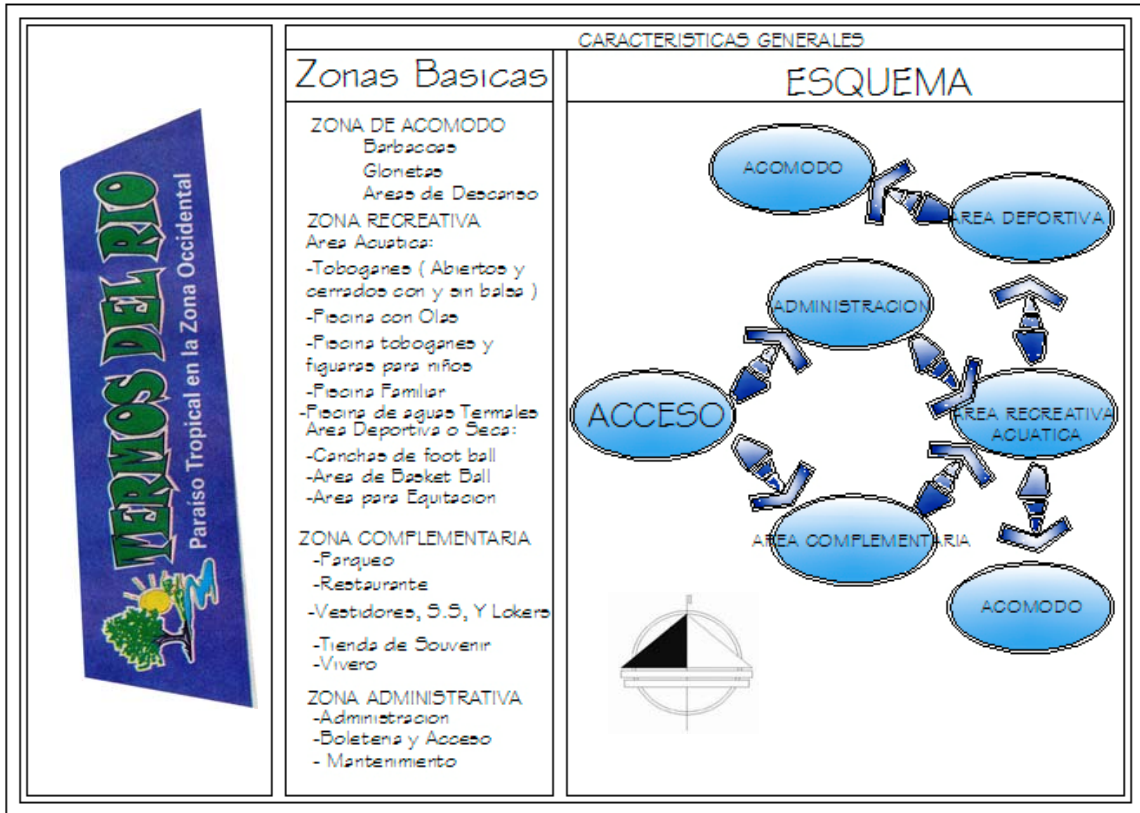 TERMOS DEL RIO
Paraíso Tropical en la Zona Occidental
CARACTERISTICAS GENERALES
Zonas Basicas
ZONA DE ACOMODO
Barbacoas
Glorietas
Areas de Descanso
ZONA RECREATIVA
Area Acuatica:
-Toboganes ( Abiertos y
cerrados con y sin balsa )
-Piscina con Olas
-Piscina toboganes y
figuaras para niños
-Piscina Familiar
-Piscina de aguas Termales
Area Deportiva o Seca:
-Canchas de foot ball
-Area de Basket Ball
-Area para Equitacion
ZONA COMPLEMENTARIA
-Parqueo
-Restaurante
-Vestidores, S.S, Y Lokers
-Tienda de Souvenir
-Vivero
ZONA ADMINISTRATIVA
-Administracion
-Boleteria y Acceso
- Mantenimiento
ESQUEMA
ACOMODO
AREA DEPORTIVA
ADMINISTRACION
ACCESO
AREA RECREATIVA
ACUATICA
AREA COMPLEMENTARIA
ACOMODO